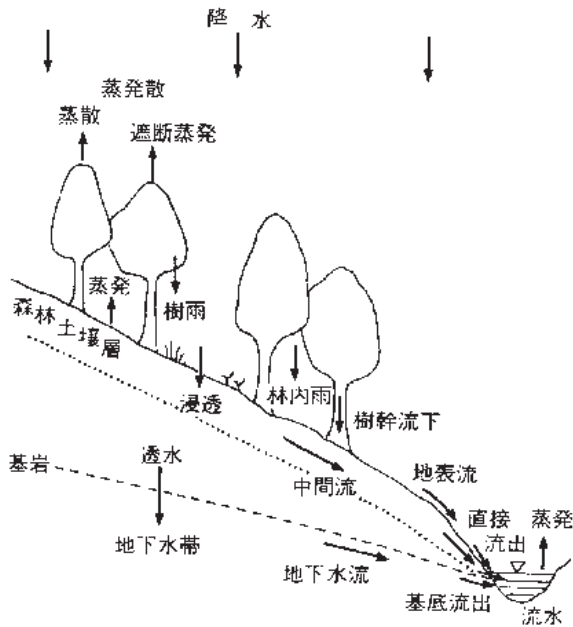 降水
蒸発散
蒸散
遮断蒸発
蒸発
樹雨
森林土壌層
浸透
林内雨
樹幹流下
基岩
透水
中間流
地表流
直接流出
蒸発
地下水帯
地下水流
基底流出
流水